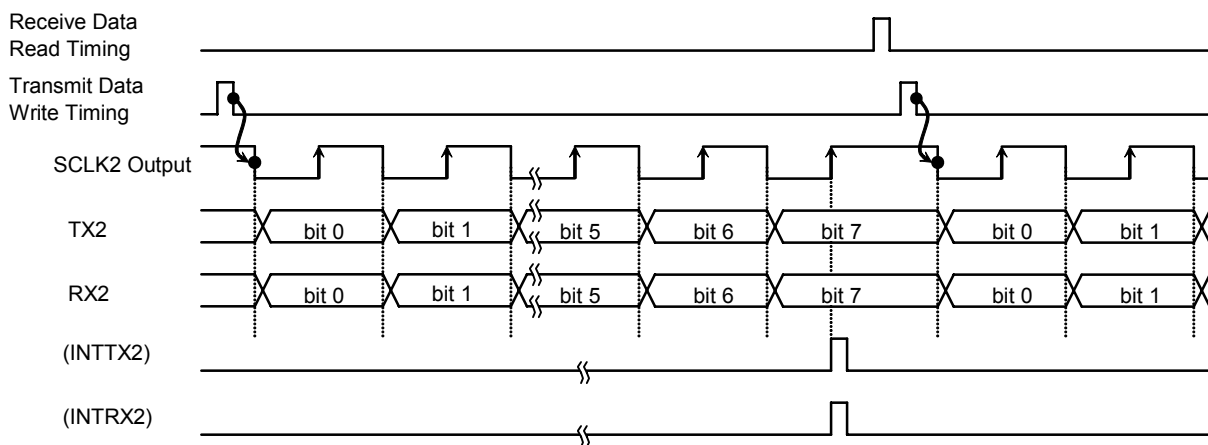 Receive Data
Read Timing
Transmit Data
Write Timing
SCLK2 Output
TX2 bit 0 bit 1 bit 5 bit 6 bit 7 bit 0 bit 1
RX2 bit 0 bit 1 bit 5 bit 6 bit 7 bit 0 bit 1
(INTTX2)
(INTRX2)